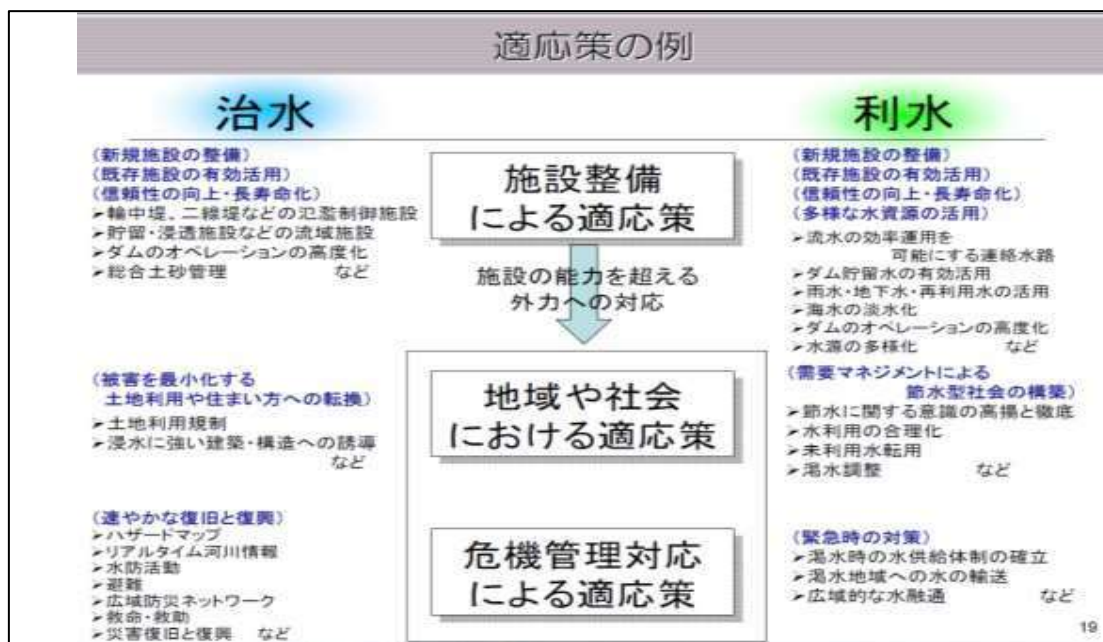 適応策の例
治水
(新規施設の整備)
(既存施設の有効活用)
(信頼性の向上・長寿命化)
➢輪中堤、二線堤などの氾濫制御施設
➢貯留・浸透施設などの流域施設
➢ダムのオペレーションの高度化
➢総合土砂管理 など
(被害を最小化する
土地利用や住まい方への転換)
➢土地利用規制
➢浸水に強い建築・構造への誘導
など
(速やかな復旧と復興)
➢ハザードマップ
➢リアルタイム河川情報
➢水防活動
➢避難
➢広域防災ネットワーク
➢救命・救助
➢災害復旧と復興 など
施設整備
による適応策
施設の能力を超える
外力への対応
地域や社会
における適応策
危機管理対応
による適応策
利水
(新規施設の整備)
(既存施設の有効活用)
(信頼性の向上・長寿命化)
(多様な水資源の活用)
➢流水の効率運用を
可能にする連絡水路
➢ダム貯留水の有効活用
➢雨水・地下水・再利用水の活用
➢海水の淡水化
➢ダムのオペレーションの高度化
➢水源の多様化 など
(需要マネジメントによる
節水型社会の構築)
➢節水に関する意識の高揚と徹底
➢水利用の合理化
➢未利用水転用
➢渇水調整 など
(緊急時の対策)
➢渇水時の水供給体制の確立
➢渇水地域への水の輸送
➢広域的な水融通 など
19